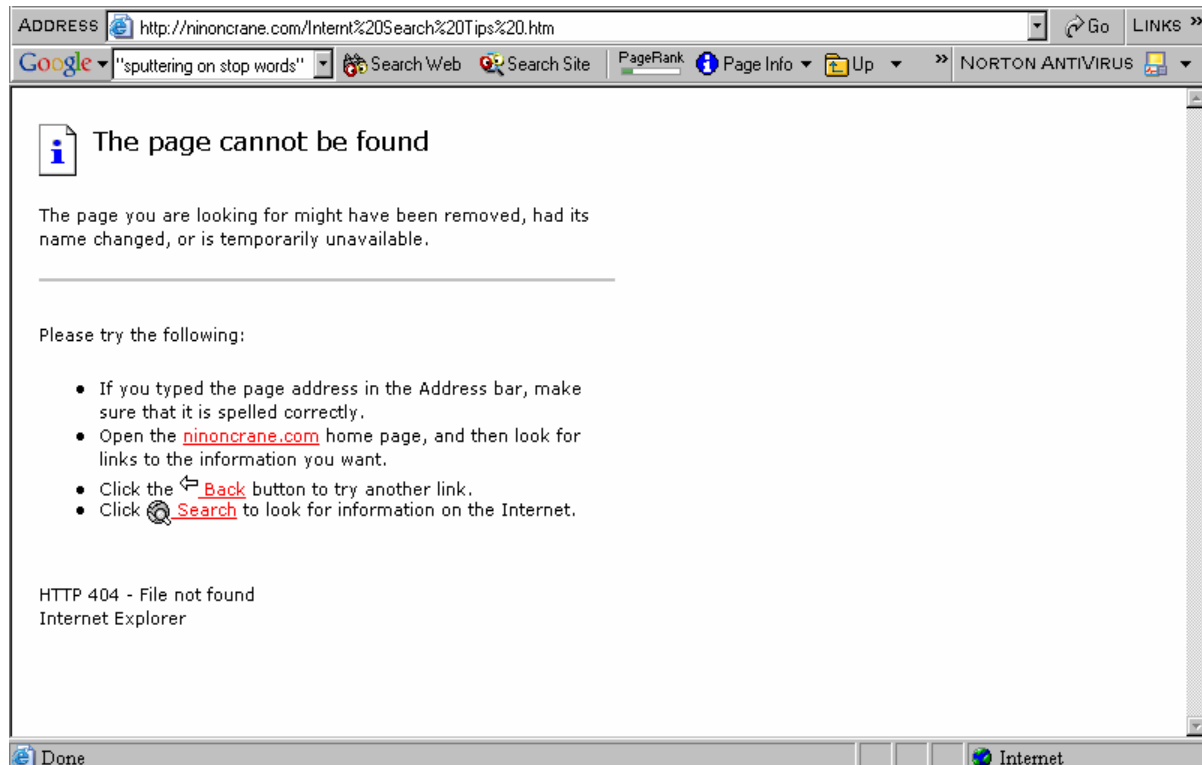 ADDRESS http://ninoncrane.com/Internt%20Search%20Tips%20.htm Go LINKS »
Google "sputtering on stop words" Search Web Search Site PageRank Page Info Up » NORTON ANTIVIRUS
The page cannot be found
The page you are looking for might have been removed, had its
name changed, or is temporarily unavailable.
Please try the following:
• If you typed the page address in the Address bar, make
sure that it is spelled correctly.
• Open the ninoncrane.com home page, and then look for
links to the information you want.
• Click the Back button to try another link.
• Click Search to look for information on the Internet.
HTTP 404 - File not found
Internet Explorer
Done Internet